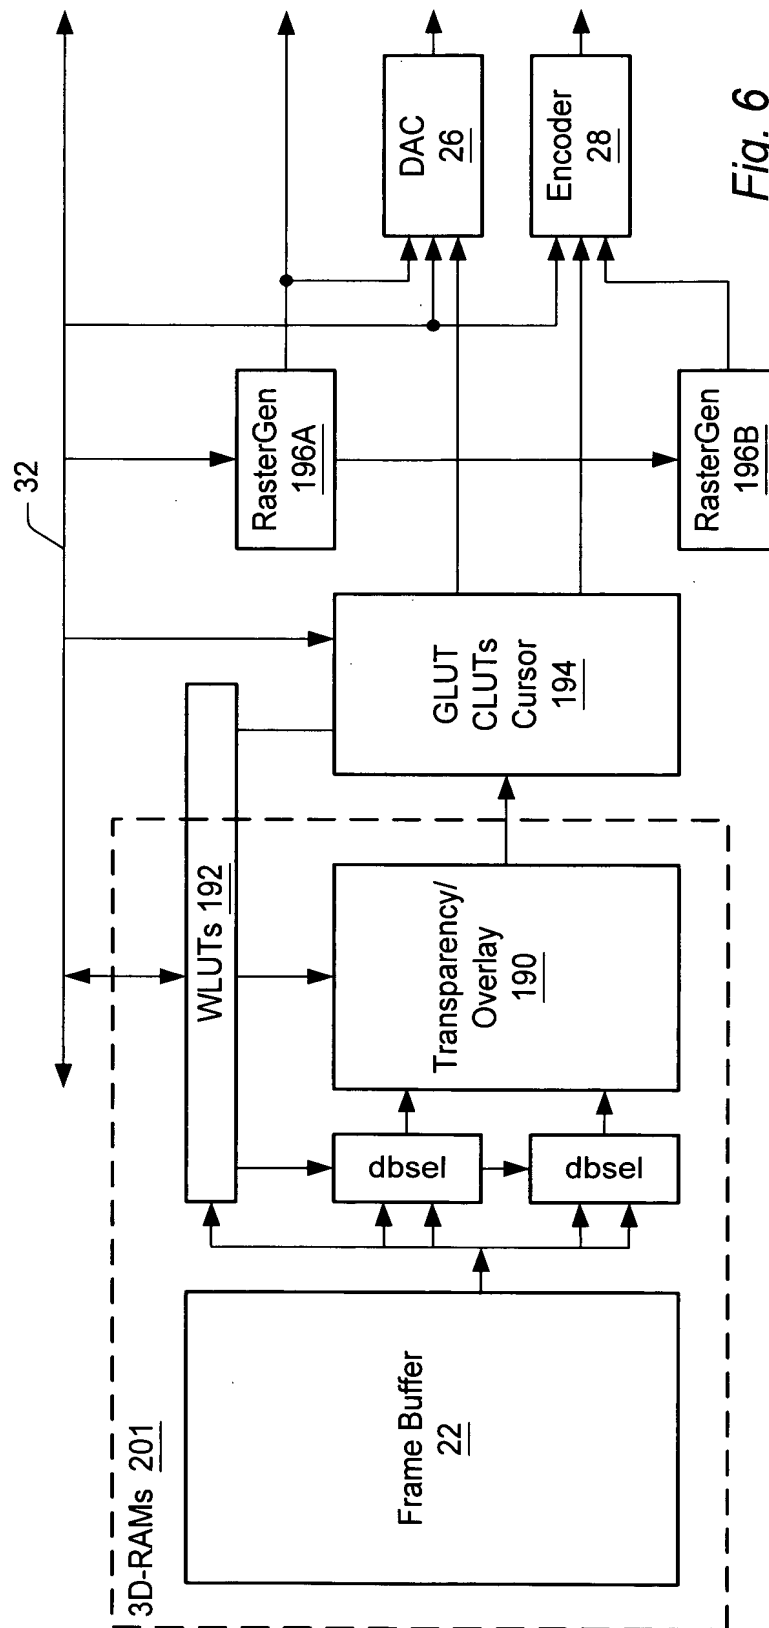 32
3D-RAMs 201
Frame Buffer
22
WLUTs 192
dbsel
dbsel
Transparency/
Overlay
190
GLUT
CLUTs
Cursor
194
RasterGen
196A
RasterGen
196B
DAC
26
Encoder
28
Fig. 6